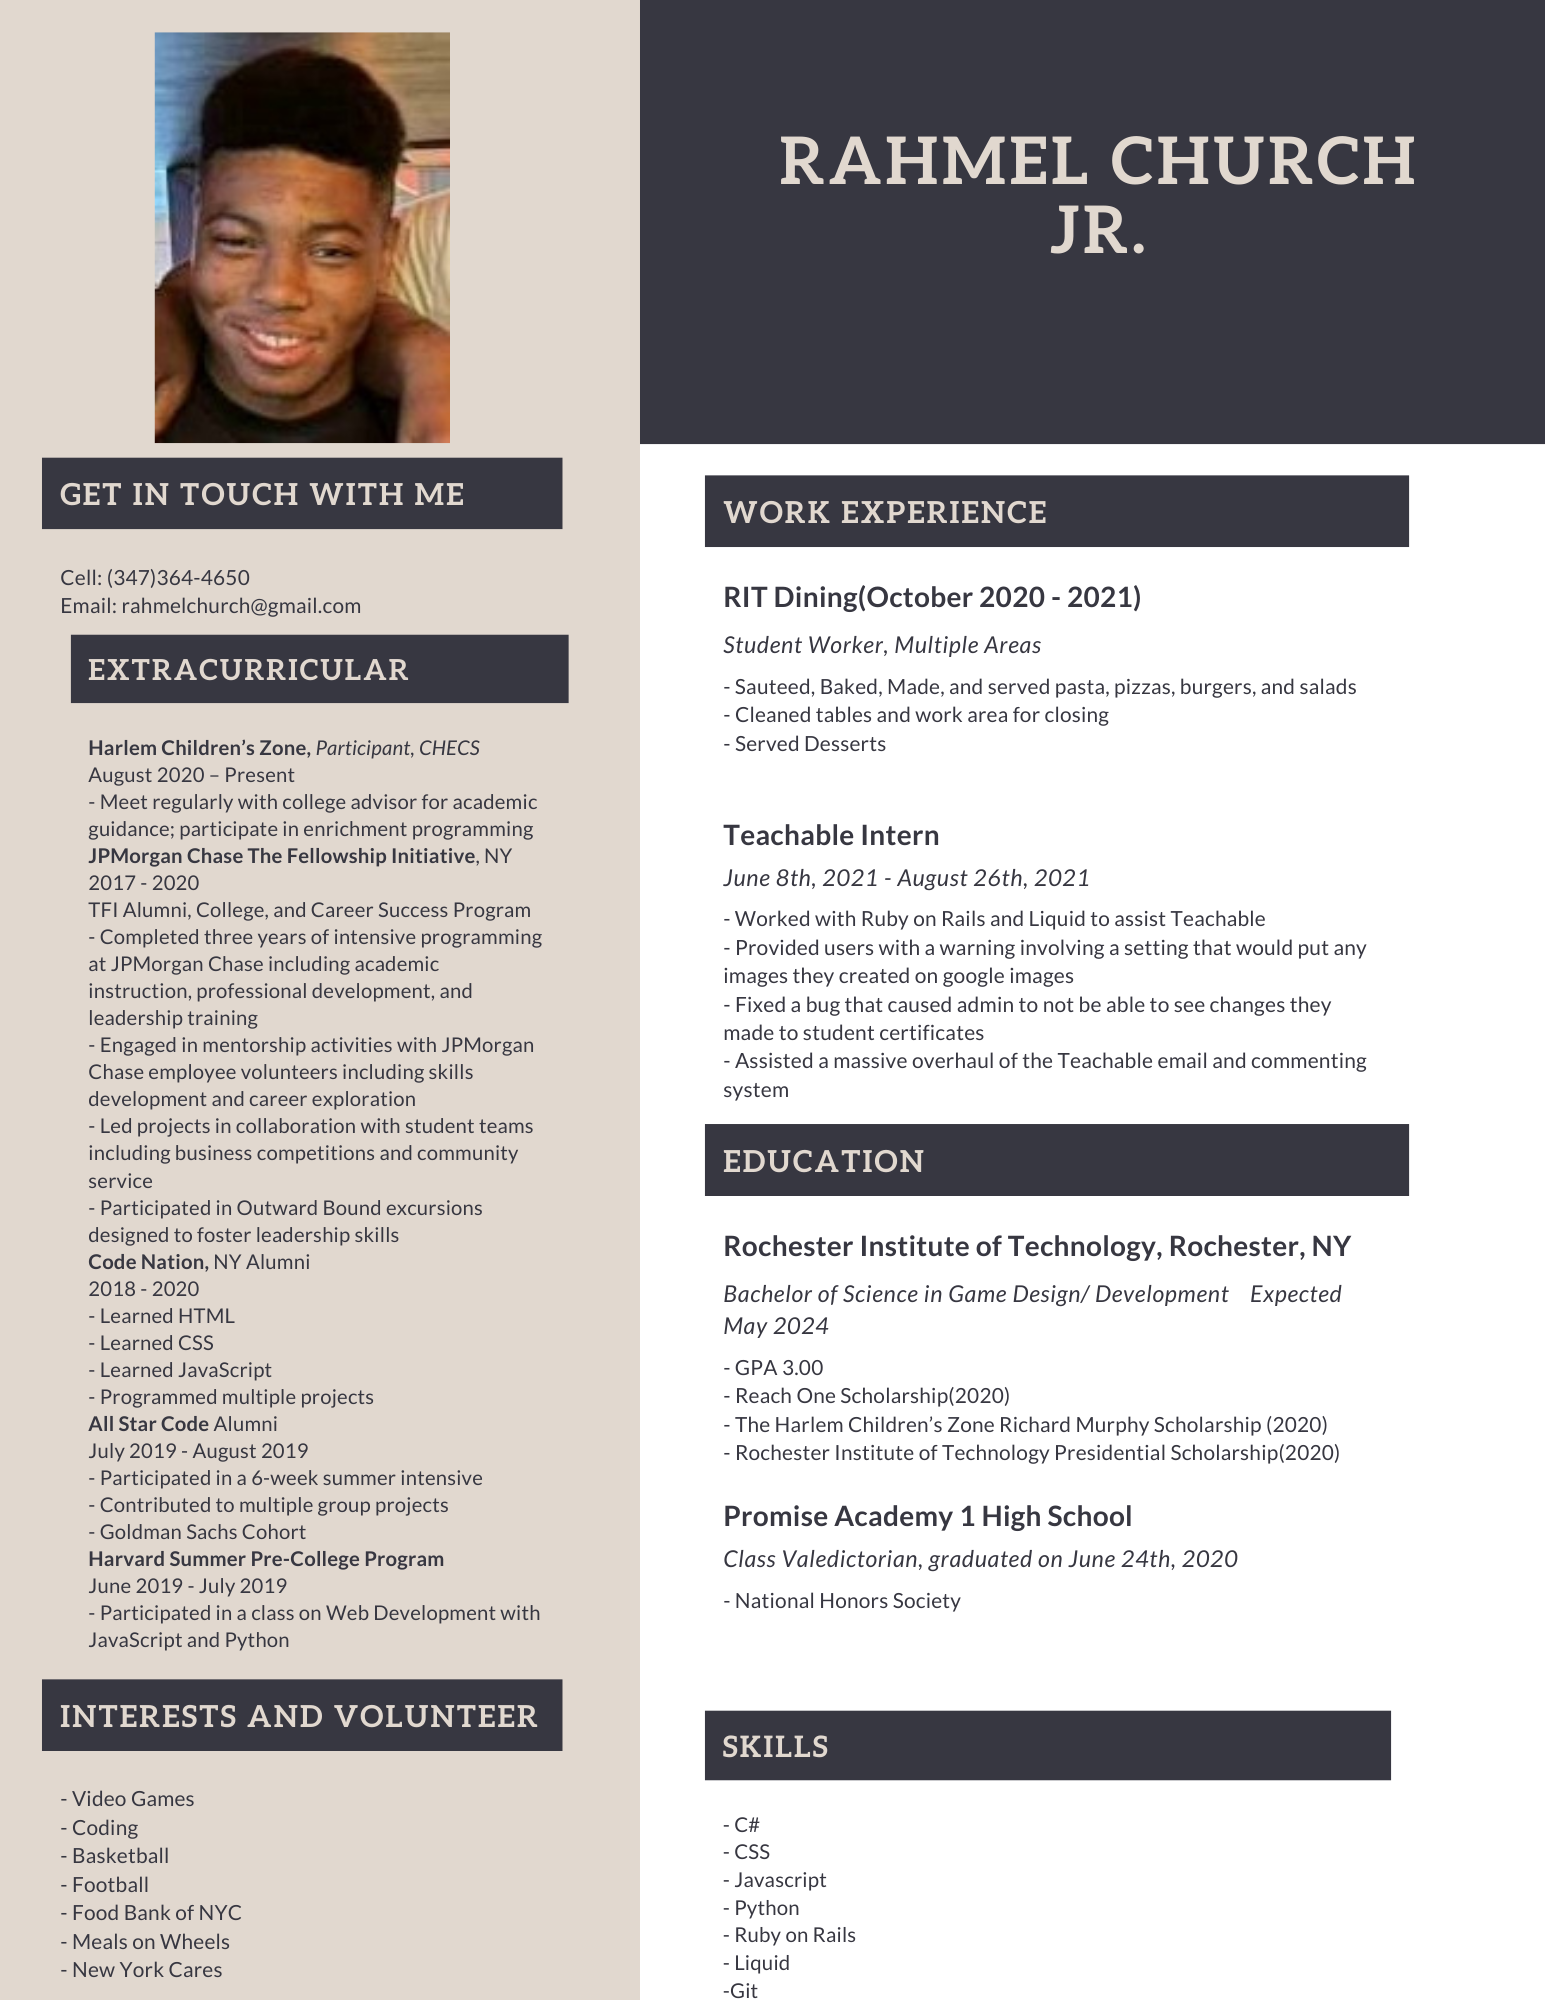 RAHMEL CHURCH
JR.
GET IN TOUCH WITH ME
Cell: (347)364-4650
Email: rahmelchurch@gmail.com
EXTRACURRICULAR
Harlem Children’s Zone, Participant, CHECS
August 2020 – Present
- Meet regularly with college advisor for academic
guidance; participate in enrichment programming
JPMorgan Chase The Fellowship Initiative, NY
2017 - 2020
TFI Alumni, College, and Career Success Program
- Completed three years of intensive programming
at JPMorgan Chase including academic
instruction, professional development, and
leadership training
- Engaged in mentorship activities with JPMorgan
Chase employee volunteers including skills
development and career exploration
- Led projects in collaboration with student teams
including business competitions and community
service
- Participated in Outward Bound excursions
designed to foster leadership skills
Code Nation, NY Alumni
2018 - 2020
- Learned HTML
- Learned CSS
- Learned JavaScript
- Programmed multiple projects
All Star Code Alumni
July 2019 - August 2019
- Participated in a 6-week summer intensive
- Contributed to multiple group projects
- Goldman Sachs Cohort
Harvard Summer Pre-College Program
June 2019 - July 2019
- Participated in a class on Web Development with
JavaScript and Python
INTERESTS AND VOLUNTEER
- Video Games
- Coding
- Basketball
- Football
- Food Bank of NYC
- Meals on Wheels
- New York Cares
WORK EXPERIENCE
RIT Dining(October 2020 - 2021)
Student Worker, Multiple Areas
- Sauteed, Baked, Made, and served pasta, pizzas, burgers, and salads
- Cleaned tables and work area for closing
- Served Desserts
Teachable Intern
June 8th, 2021 - August 26th, 2021
- Worked with Ruby on Rails and Liquid to assist Teachable
- Provided users with a warning involving a setting that would put any
images they created on google images
- Fixed a bug that caused admin to not be able to see changes they
made to student certificates
- Assisted a massive overhaul of the Teachable email and commenting
system
EDUCATION
Rochester Institute of Technology, Rochester, NY
Bachelor of Science in Game Design/ Development Expected
May 2024
- GPA 3.00
- Reach One Scholarship(2020)
- The Harlem Children’s Zone Richard Murphy Scholarship (2020)
- Rochester Institute of Technology Presidential Scholarship(2020)
Promise Academy 1 High School
Class Valedictorian, graduated on June 24th, 2020
- National Honors Society
SKILLS
- C#
- CSS
- Javascript
- Python
- Ruby on Rails
- Liquid
-Git